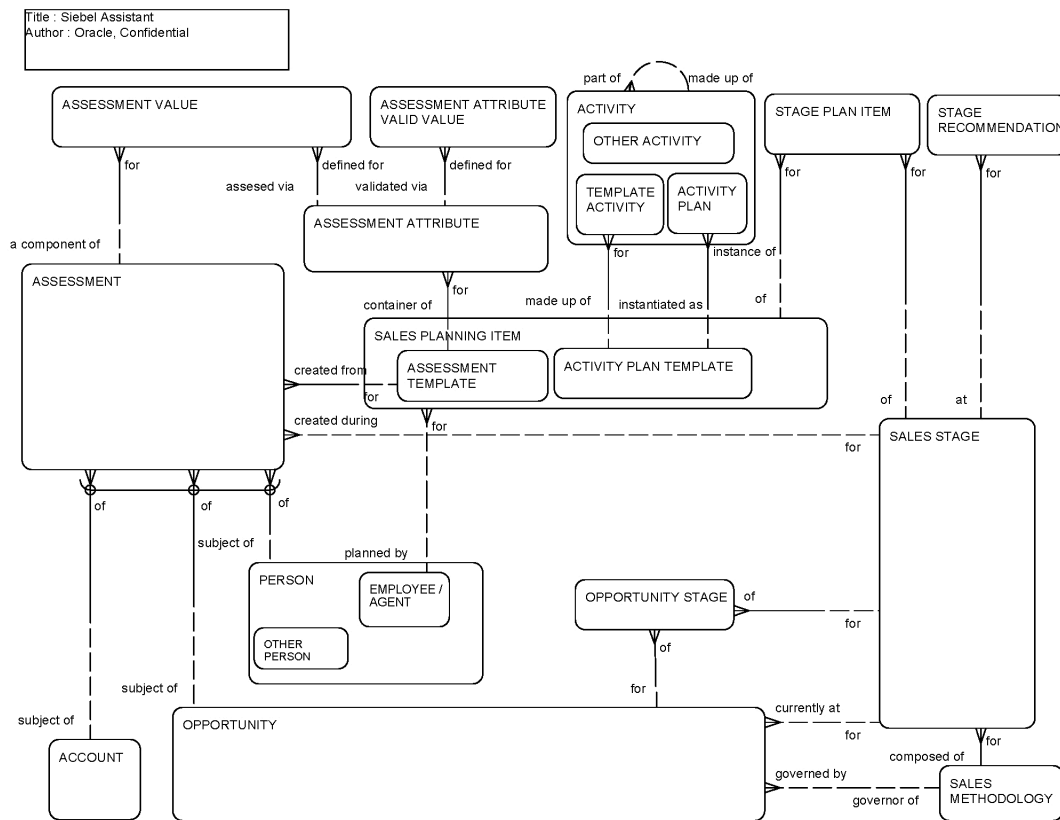 Title : Siebel Assistant
Author : Oracle, Confidential
part of
made up of
ASSESSMENT VALUE
ASSESSMENT ATTRIBUTE
VALID VALUE
ACTIVITY
STAGE PLAN ITEM
STAGE
RECOMMENDATION
OTHER ACTIVITY
for
defined for
defined for
for
for
for
assesed via
validated via
TEMPLATE
ACTIVITY
ACTIVITY
PLAN
ASSESSMENT ATTRIBUTE
a component of
for
instance of
ASSESSMENT
for
container of
made up of
instantiated as
of
SALES PLANNING ITEM
ASSESSMENT
TEMPLATE
ACTIVITY PLAN TEMPLATE
created from
for
of
at
created during
for
for
SALES STAGE
of
of
of
subject of
planned by
PERSON
EMPLOYEE /
AGENT
OTHER
PERSON
OPPORTUNITY STAGE
of
for
of
for
subject of
subject of
OPPORTUNITY
currently at
for
for
composed of
ACCOUNT
governed by
governor of
SALES
METHODOLOGY